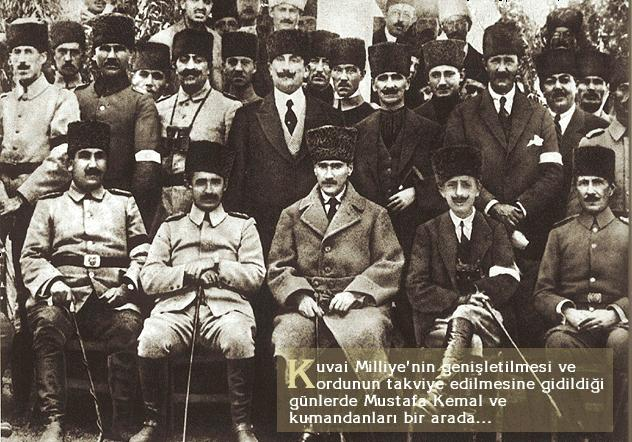 Kuvai Milliye'nin genişletilmesi ve
ordunun takviye edilmesine gidildiği
günlerde Mustafa Kemal ve
kumandanları bir arada...